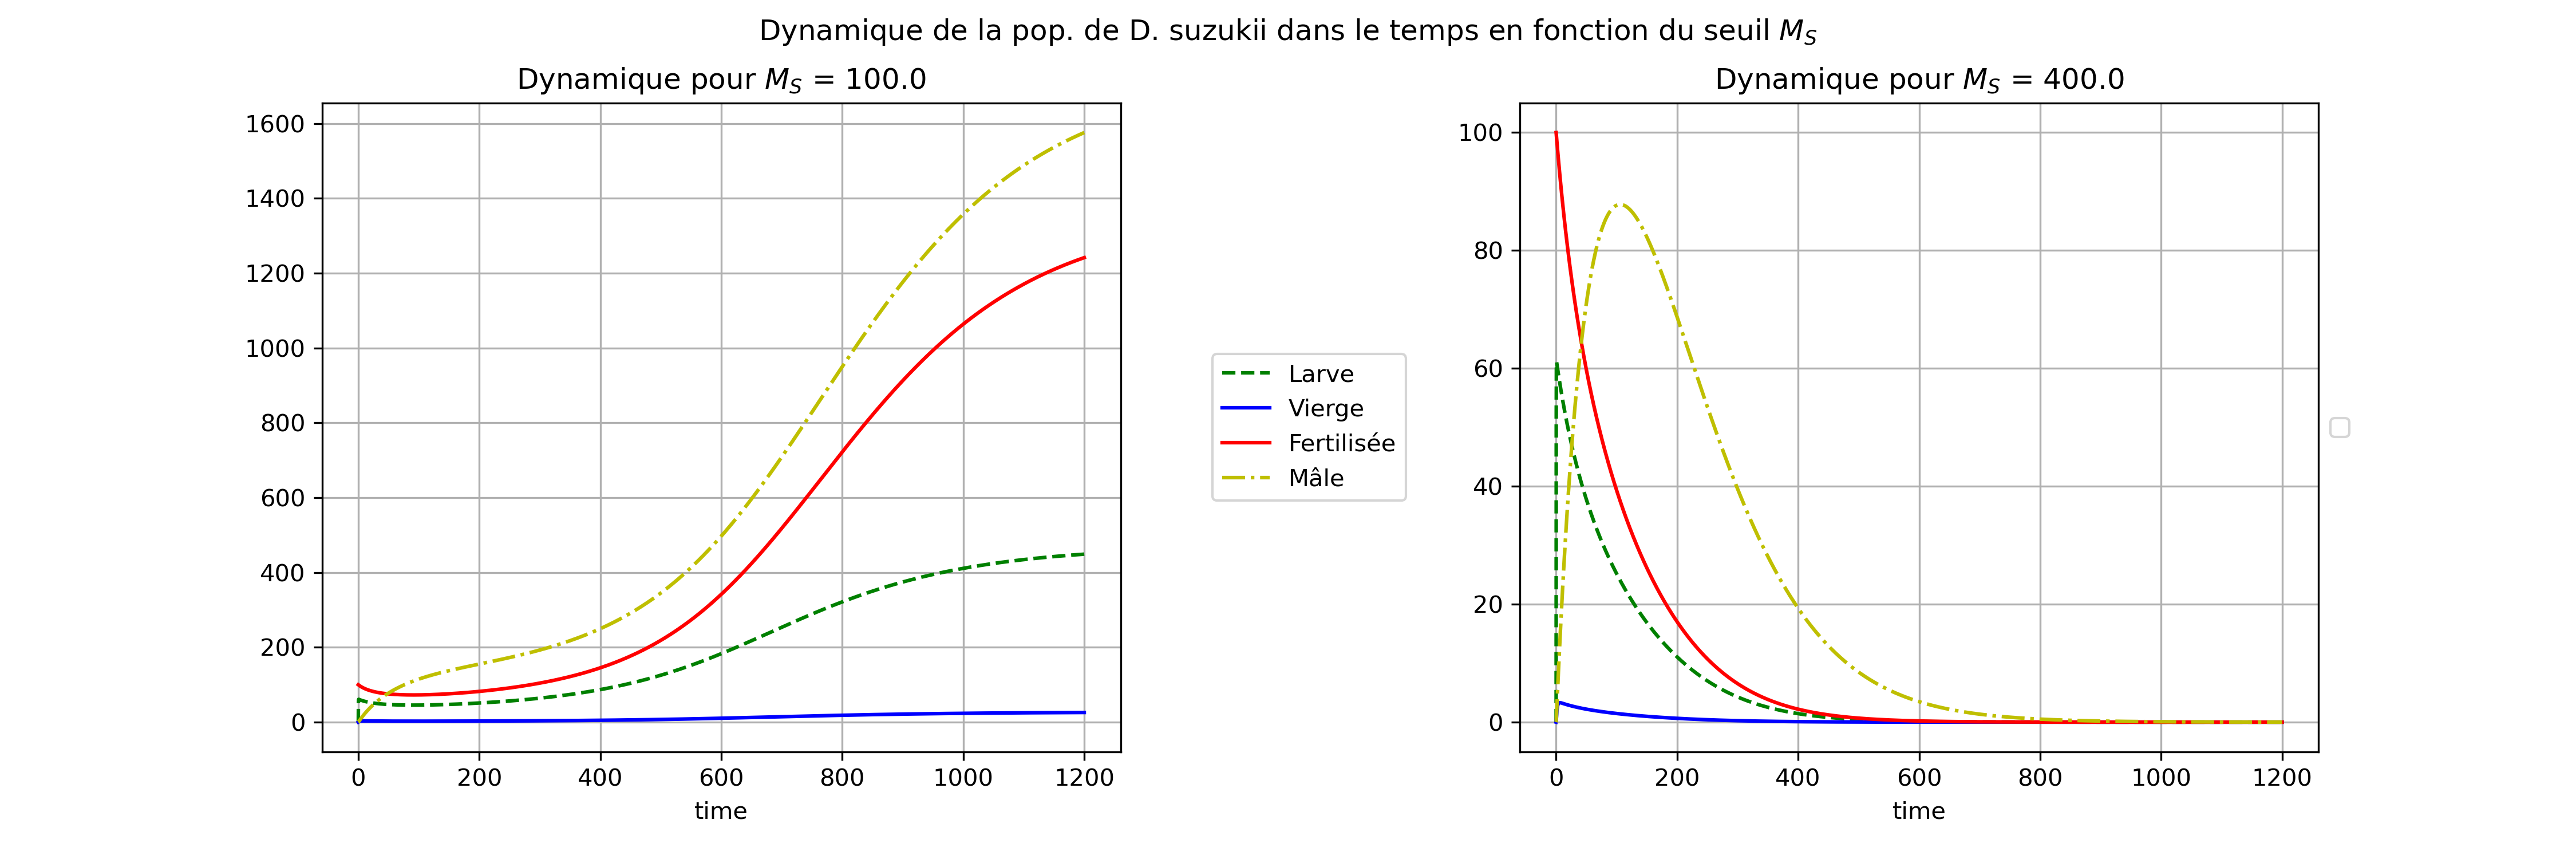 Dynamique de la pop. de D. suzukii dans le temps en fonction du seuil M_S
Dynamique pour M_S = 100.0
1600
1400
1200
1000
800
600
400
200
0
0 200 400 600 800 1000 1200
time
Larve
Vierge
Fertilisée
Mâle
Dynamique pour M_S = 400.0
100
80
60
40
20
0
0 200 400 600 800 1000 1200
time